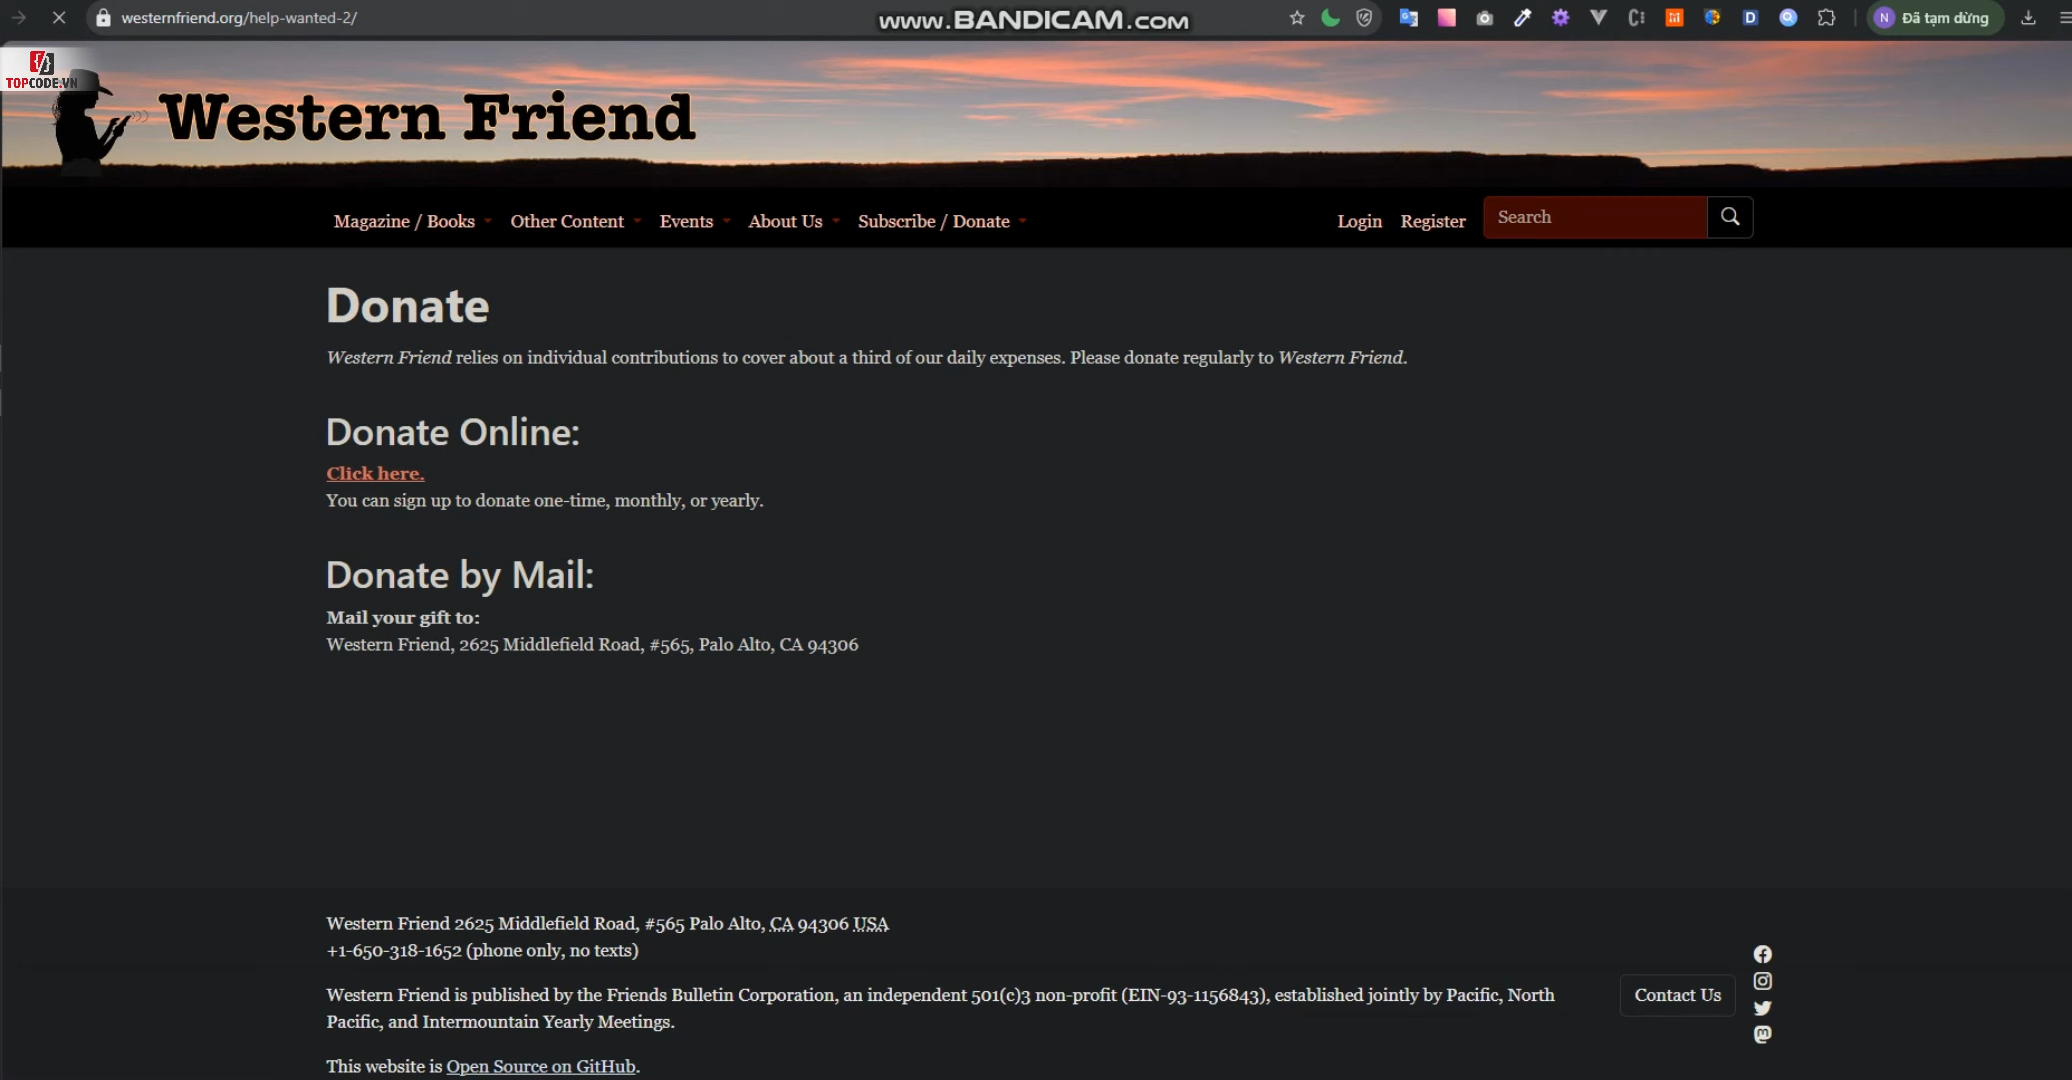 westernfriend.org/help-wanted-2/
www.BANDICAM.com
N Đã tạm dừng
TOPCODE.VN
Western Friend
Magazine / Books Other Content Events About Us Subscribe / Donate Login Register Search
Donate
Western Friend relies on individual contributions to cover about a third of our daily expenses. Please donate regularly to Western Friend.
Donate Online:
Click here.
You can sign up to donate one-time, monthly, or yearly.
Donate by Mail:
Mail your gift to:
Western Friend, 2625 Middlefield Road, #565, Palo Alto, CA 94306
Western Friend 2625 Middlefield Road, #565 Palo Alto, CA 94306 USA
+1-650-318-1652 (phone only, no texts)
Western Friend is published by the Friends Bulletin Corporation, an independent 501(c)3 non-profit (EIN-93-1156843), established jointly by Pacific, North
Pacific, and Intermountain Yearly Meetings.
Contact Us
This website is Open Source on GitHub.